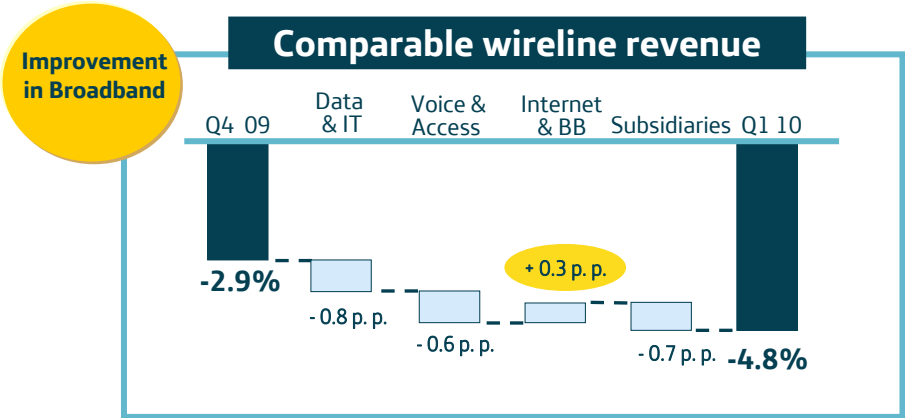 Improvement
in Broadband
Comparable wireline revenue
Q4 09
Data
& IT
Voice &
Access
Internet
& BB
Subsidiaries
Q1 10
-2.9%
- 0.8 p. p.
- 0.6 p. p.
+ 0.3 p. p.
- 0.7 p. p.
-4.8%